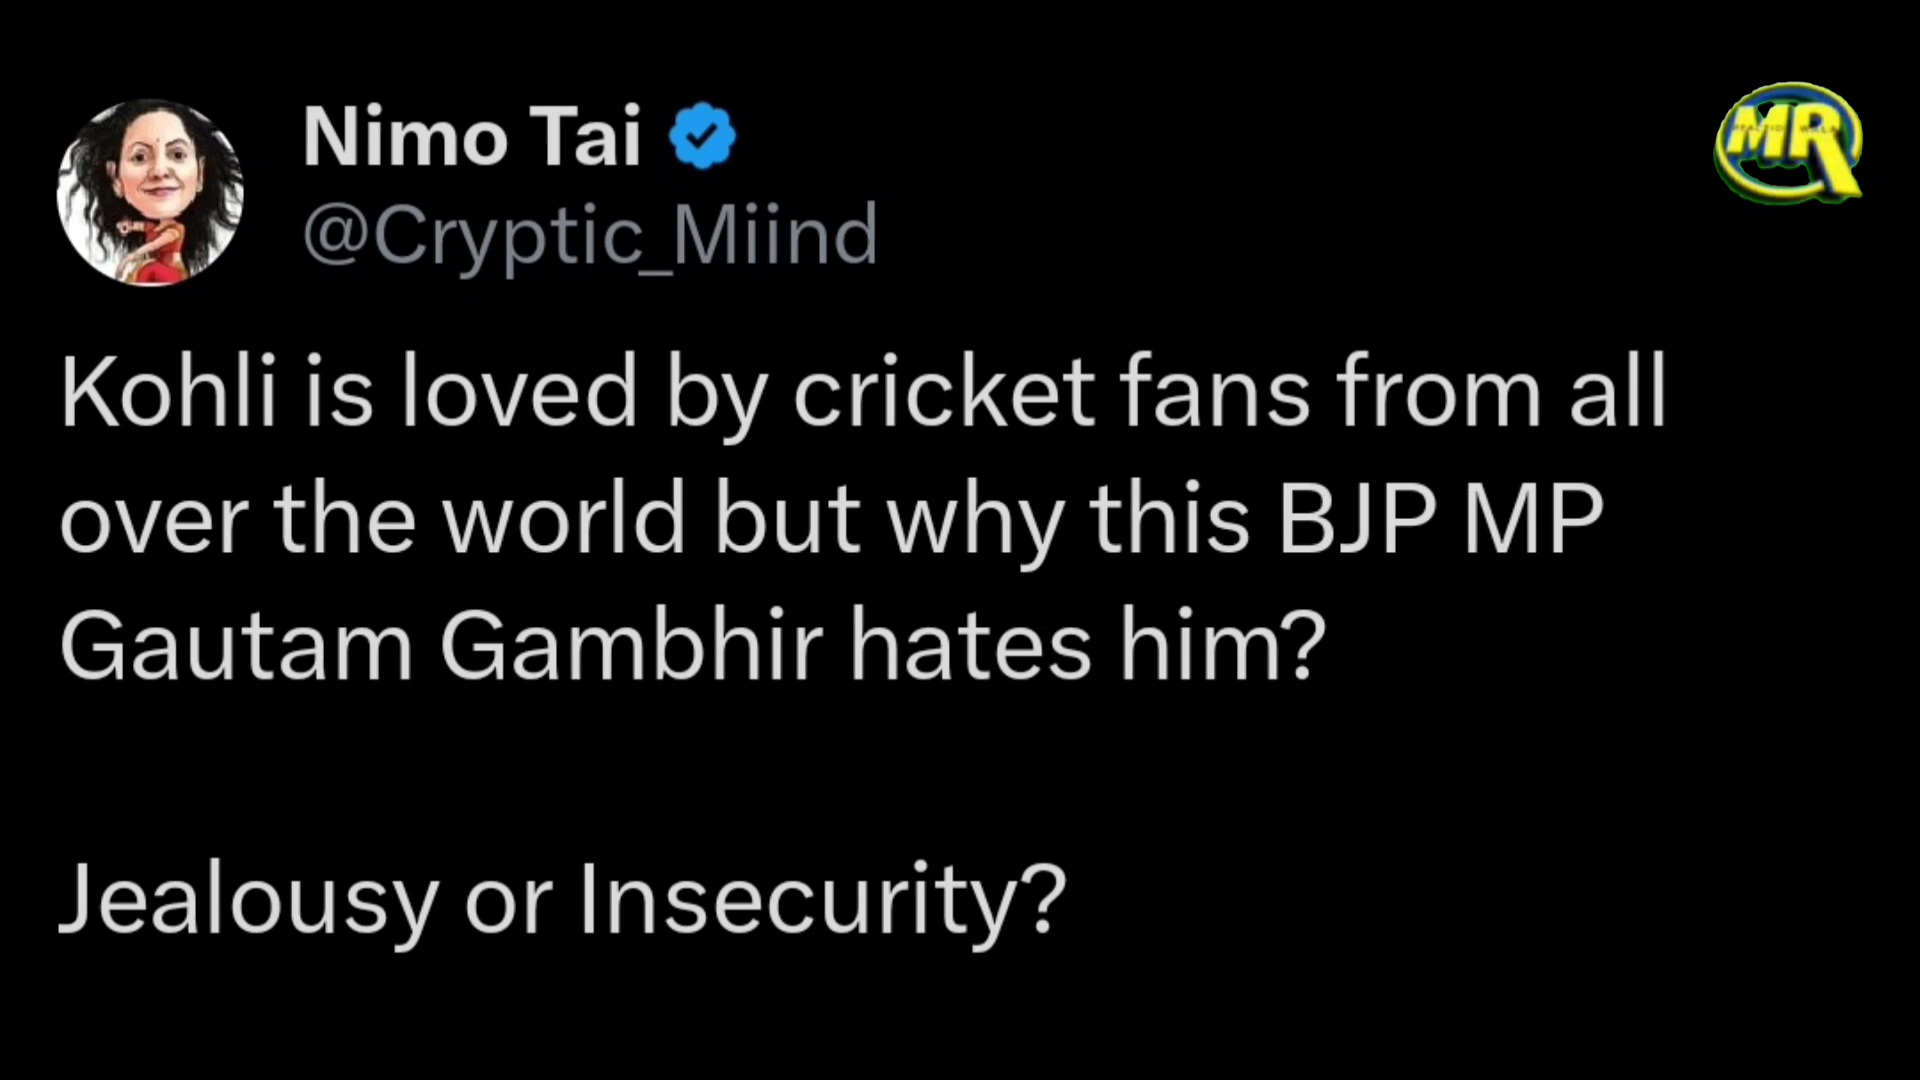 Nimo Tai
@Cryptic_Miind
MR
Kohli is loved by cricket fans from all
over the world but why this BJP MP
Gautam Gambhir hates him?
Jealousy or Insecurity?